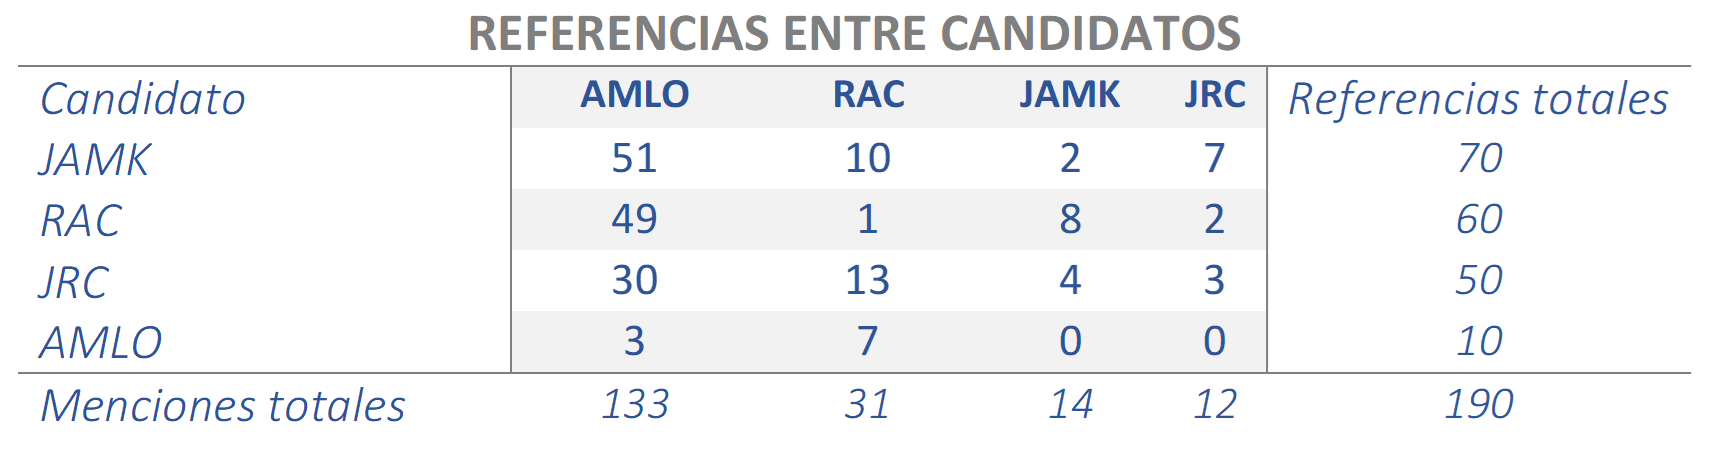 REFERENCIAS ENTRE CANDIDATOS
Candidato AMLO RAC JAMK JRC Referencias totales
JAMK 51 10 2 7 70
RAC 49 1 8 2 60
JRC 30 13 4 3 50
AMLO 3 7 0 0 10
Menciones totales 133 31 14 12 190